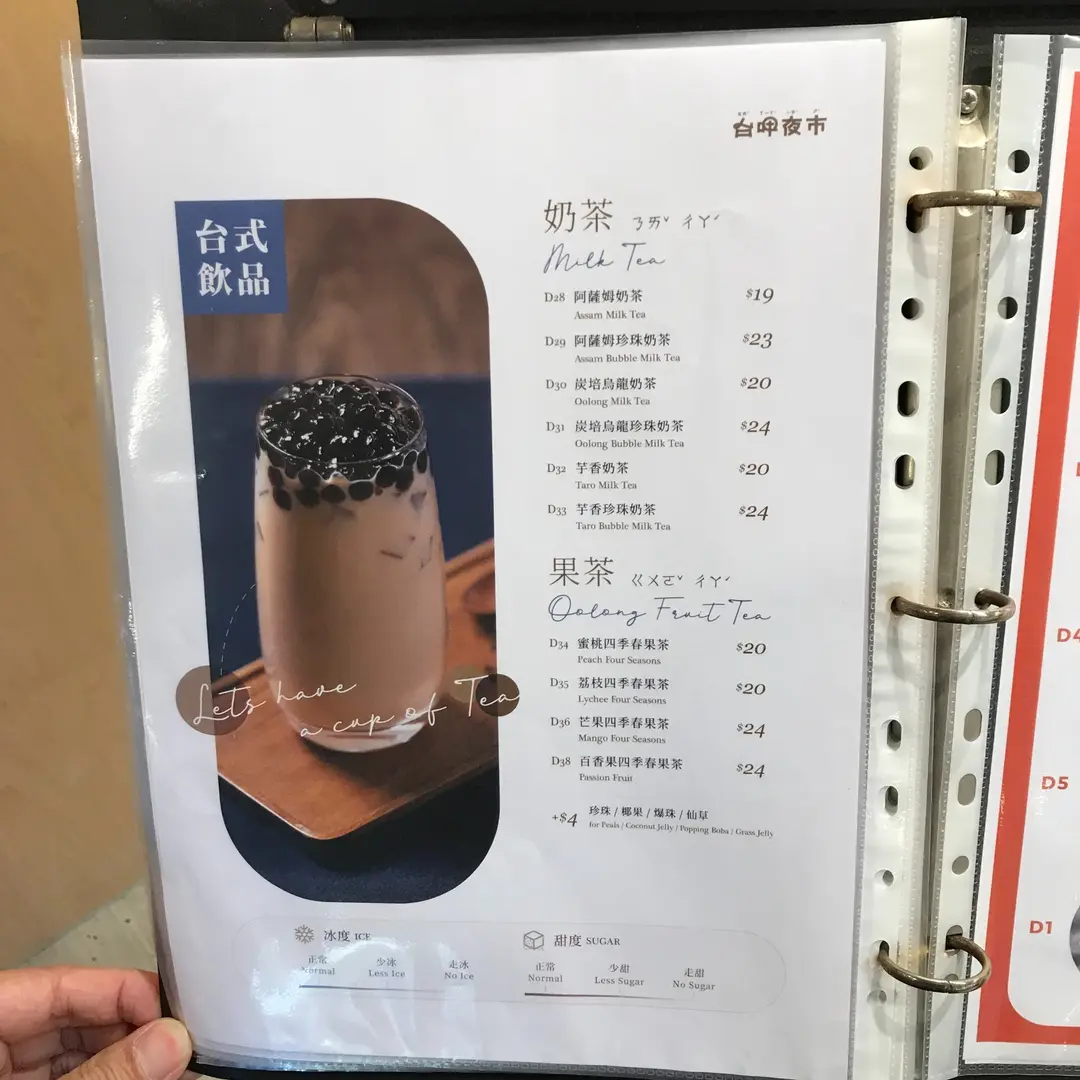 台呷夜市
台式
飲品
Lets have
a cup of Tea
奶茶 ㄋㄞˇ ㄔㄚˊ
Milk Tea
D28 阿薩姆奶茶 $19
Assam Milk Tea
D29 阿薩姆珍珠奶茶 $23
Assam Bubble Milk Tea
D30 炭培烏龍奶茶 $20
Oolong Milk Tea
D31 炭培烏龍珍珠奶茶 $24
Oolong Bubble Milk Tea
D32 芋香奶茶 $20
Taro Milk Tea
D33 芋香珍珠奶茶 $24
Taro Bubble Milk Tea
果茶 ㄍㄨㄛˇ ㄔㄚˊ
Oolong Fruit Tea
D34 蜜桃四季春果茶 $20
Peach Four Seasons
D35 荔枝四季春果茶 $20
Lychee Four Seasons
D36 芒果四季春果茶 $24
Mango Four Seasons
D38 百香果四季春果茶 $24
Passion Fruit
+$4 珍珠 / 椰果 / 爆珠 / 仙草
for Peals / Coconut Jelly / Popping Boba / Grass Jelly
冰度 ICE
正常 少冰 走冰
Normal Less Ice No Ice
甜度 SUGAR
正常 少甜 走甜
Normal Less Sugar No Sugar
D4
D5
D1